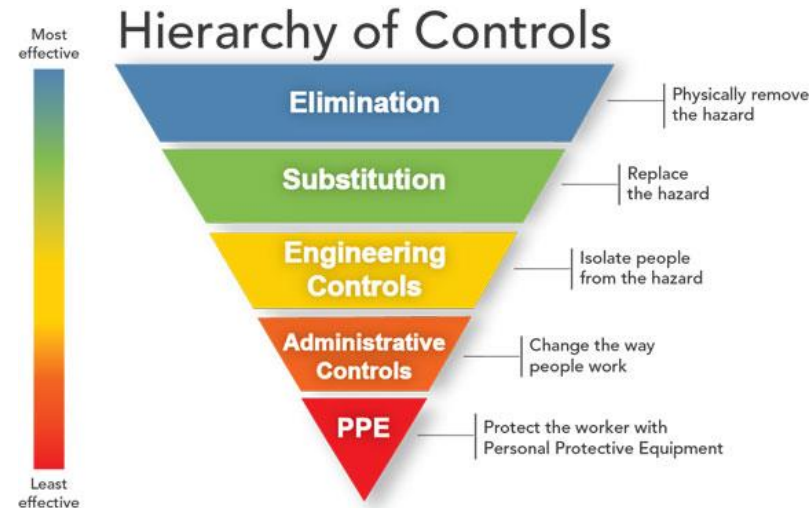 Hierarchy of Controls
Most
effective
Elimination
Physically remove
the hazard
Substitution
Replace
the hazard
Engineering
Controls
Isolate people
from the hazard
Administrative
Controls
Change the way
people work
PPE
Protect the worker with
Personal Protective Equipment
Least
effective